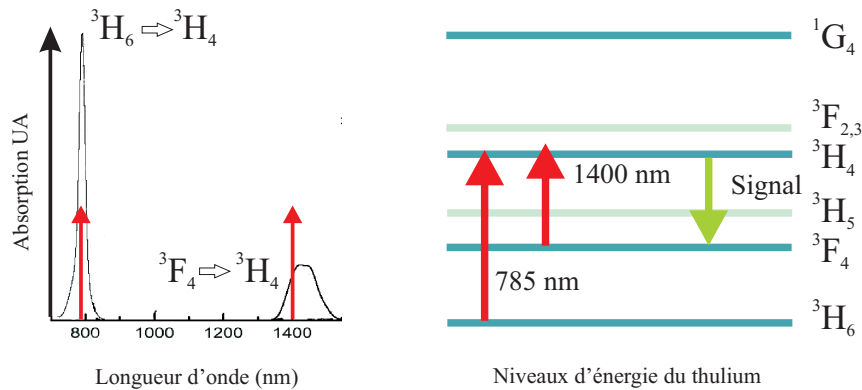 ³H₆ ⇨ ³H₄
Absorption UA
³F₄ ⇨ ³H₄
800
1000
1200
1400
Longueur d’onde (nm)
¹G₄
³F₂,₃
³H₄
1400 nm
Signal
³H₅
³F₄
785 nm
³H₆
Niveaux d’énergie du thulium